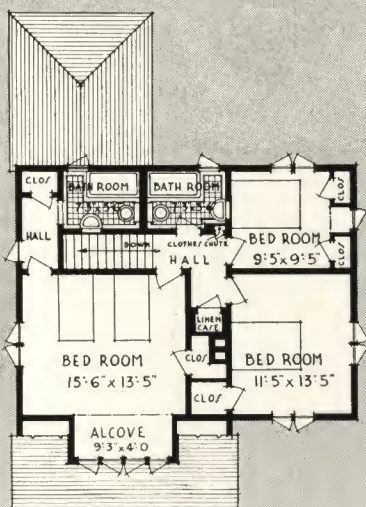 CLOS
BATH ROOM
BATH ROOM
CLOS
HALL
DOWN
CLOTHES CHUTE
HALL
BED ROOM
9'·5"x 9'·5"
CLOS
LINEN
CASE
BED ROOM
15'·6" x 13'·5"
CLOS
BED ROOM
11'·5" x 13'·5"
CLOS
ALCOVE
9'·3"x4'·0